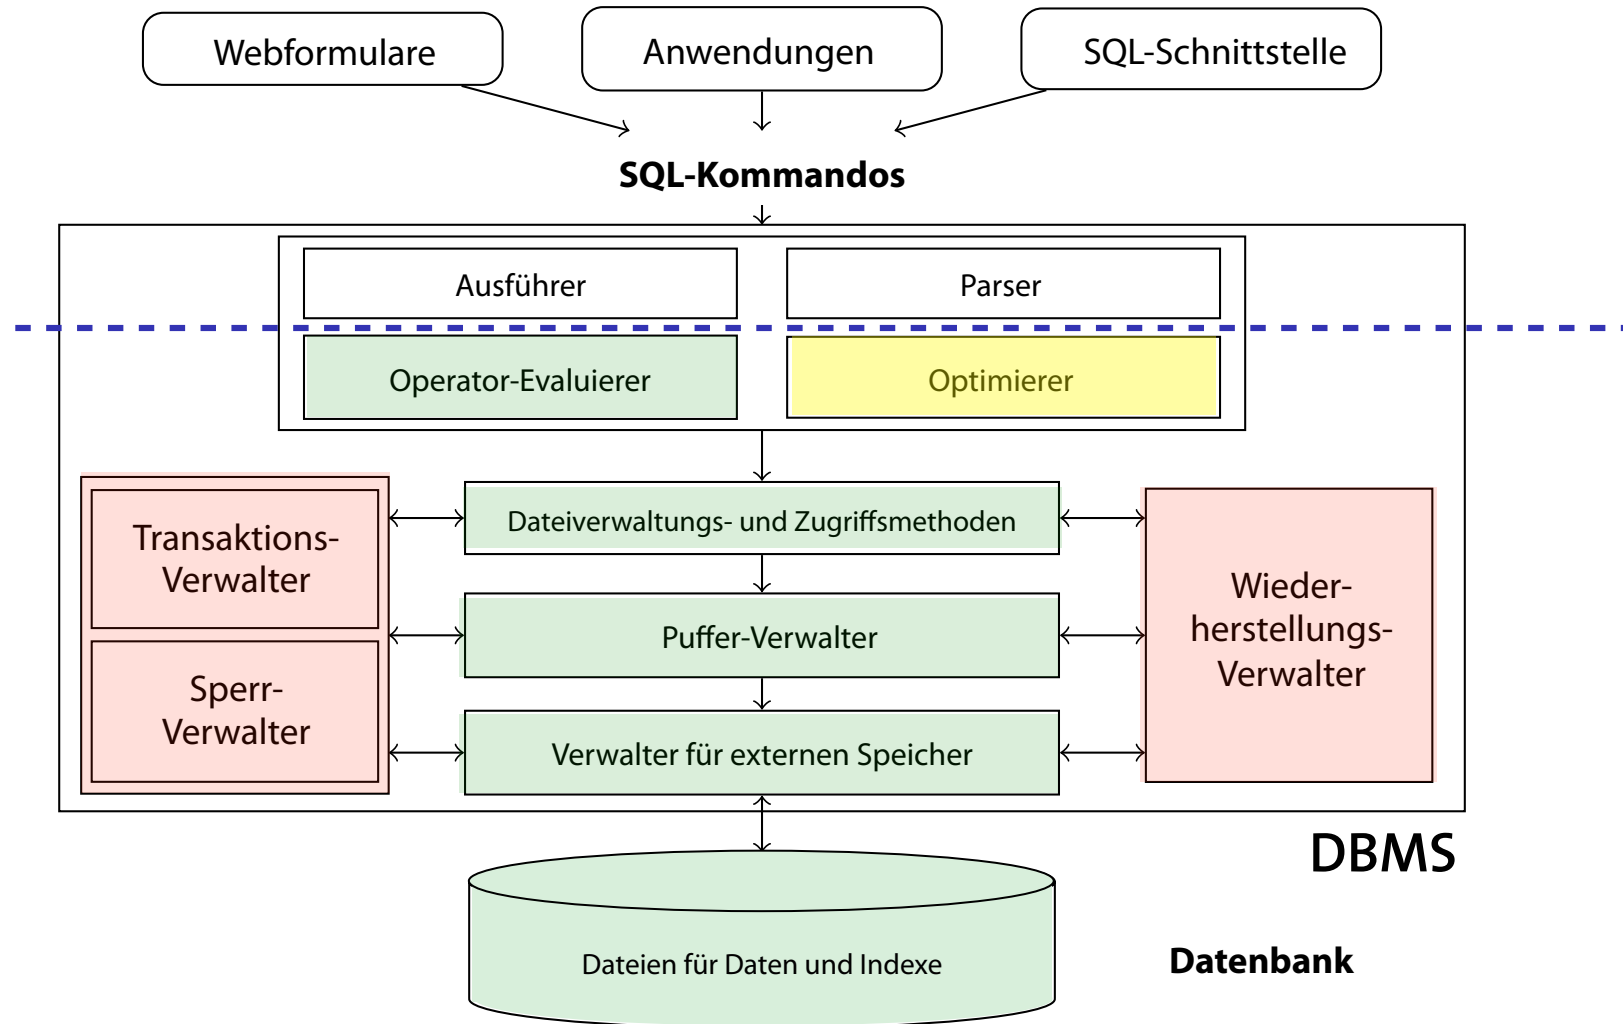 Webformulare
Anwendungen
SQL-Schnittstelle
SQL-Kommandos
Ausführer
Parser
Operator-Evaluierer
Optimierer
Transaktions-
Verwalter
Sperr-
Verwalter
Dateiverwaltungs- und Zugriffsmethoden
Puffer-Verwalter
Verwalter für externen Speicher
Wieder-
herstellungs-
Verwalter
DBMS
Dateien für Daten und Indexe
Datenbank